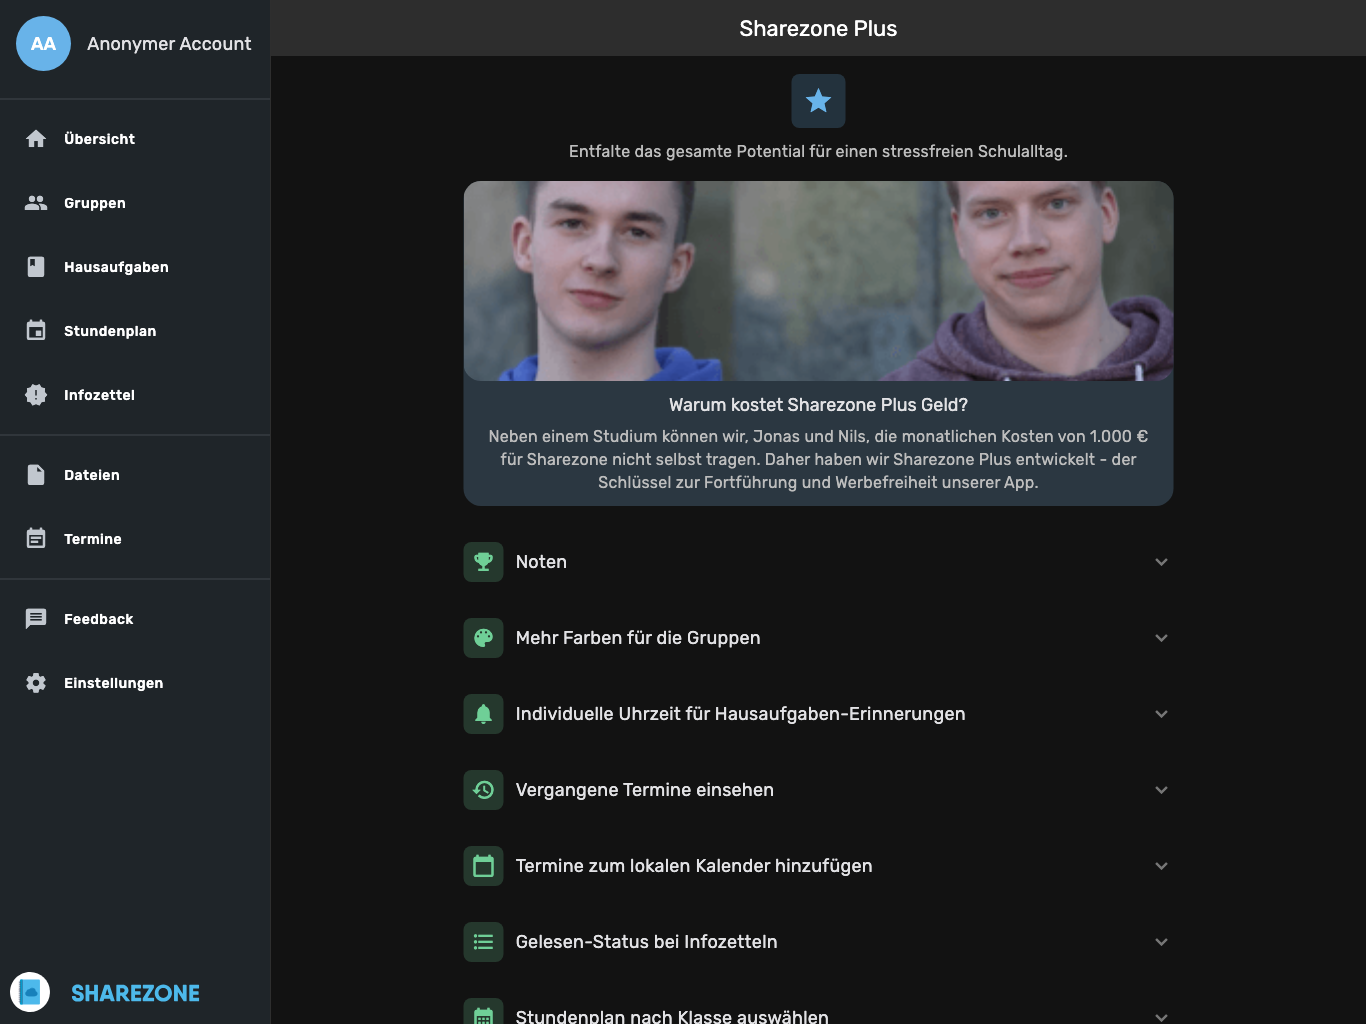 AA
Anonymer Account
Übersicht
Gruppen
Hausaufgaben
Stundenplan
Infozettel
Dateien
Termine
Feedback
Einstellungen
SHAREZONE
Sharezone Plus
Entfalte das gesamte Potential für einen stressfreien Schulalltag.
Warum kostet Sharezone Plus Geld?
Neben einem Studium können wir, Jonas und Nils, die monatlichen Kosten von 1.000 €
für Sharezone nicht selbst tragen. Daher haben wir Sharezone Plus entwickelt - der
Schlüssel zur Fortführung und Werbefreiheit unserer App.
Noten
Mehr Farben für die Gruppen
Individuelle Uhrzeit für Hausaufgaben-Erinnerungen
Vergangene Termine einsehen
Termine zum lokalen Kalender hinzufügen
Gelesen-Status bei Infozetteln
Stundenplan nach Klasse auswählen